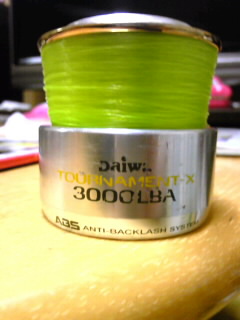 Daiwa
TOURNAMENT-X
3000LBA
ABS ANTI-BACKLASH SYSTEM